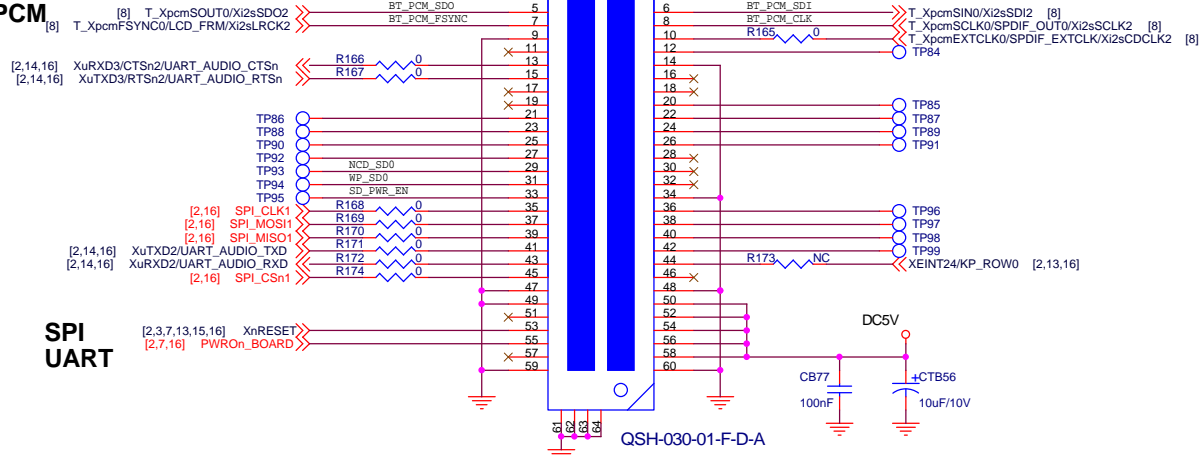 PCM
[8] T_XpcmSOUT0/Xi2sSDO2 BT_PCM_SDO 5 6 BT_PCM_SDI T_XpcmSIN0/Xi2sSDI2 [8]
[8] T_XpcmFSYNC0/LCD_FRM/Xi2sLRCK2 BT_PCM_FSYNC 7 8 BT_PCM_CLK T_XpcmSCLK0/SPDIF_OUT0/Xi2sSCLK2 [8]
9 10 R165 0 T_XpcmEXTCLK0/SPDIF_EXTCLK/Xi2sCDCLK2 [8]
11 12 TP84
[2,14,16] XuRXD3/CTSn2/UART_AUDIO_CTSn R166 0 13 14
[2,14,16] XuTXD3/RTSn2/UART_AUDIO_RTSn R167 0 15 16
17 18
19 20 TP85
TP86 21 22 TP87
TP88 23 24 TP89
TP90 25 26 TP91
TP92 27 28
TP93 NCD_SD0 29 30
TP94 WP_SD0 31 32
TP95 SD_PWR_EN 33 34
[2,16] SPI_CLK1 R168 0 35 36 TP96
[2,16] SPI_MOSI1 R169 0 37 38 TP97
[2,16] SPI_MISO1 R170 0 39 40 TP98
[2,14,16] XuTXD2/UART_AUDIO_TXD R171 0 41 42 TP99
[2,14,16] XuRXD2/UART_AUDIO_RXD R172 0 43 44 R173 NC XEINT24/KP_ROW0 [2,13,16]
[2,16] SPI_CSn1 R174 0 45 46
47 48
49 50
51 52
SPI
UART
[2,3,7,13,15,16] XnRESET 53 54
[2,7,16] PWROn_BOARD 55 56
57 58
59 60
DC5V
CB77
100nF
+CTB56
10uF/10V
61 62 63 64
QSH-030-01-F-D-A